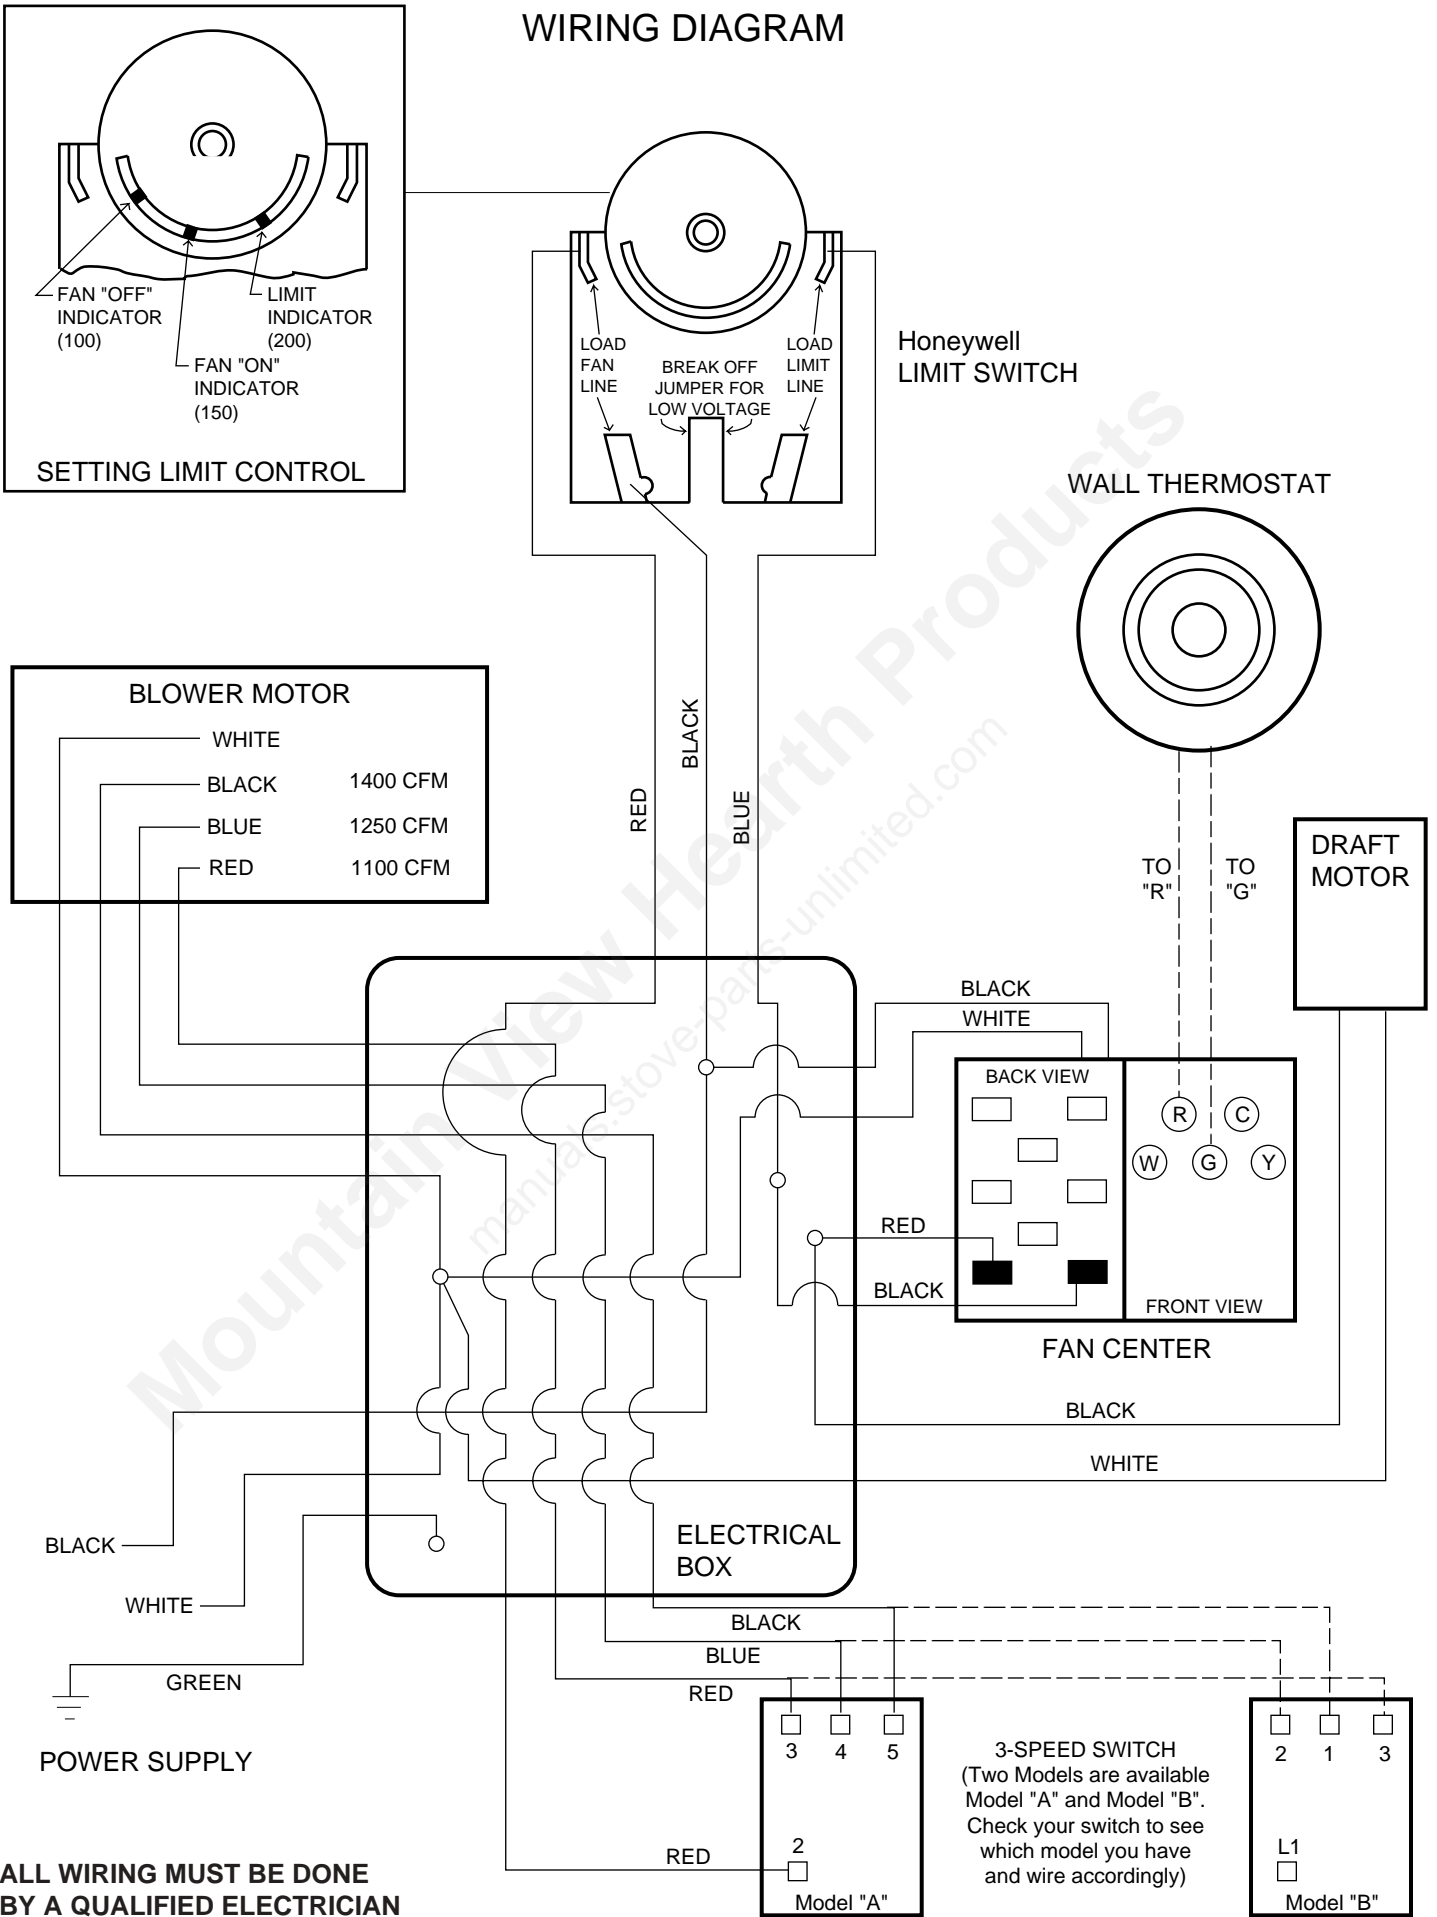 WIRING DIAGRAM
FAN "OFF"
INDICATOR
(100)
LIMIT
INDICATOR
(200)
FAN "ON"
INDICATOR
(150)
SETTING LIMIT CONTROL
LOAD
FAN
LINE
BREAK OFF
JUMPER FOR
LOW VOLTAGE
LOAD
LIMIT
LINE
Honeywell
LIMIT SWITCH
WALL THERMOSTAT
BLOWER MOTOR
WHITE
BLACK 1400 CFM
BLUE 1250 CFM
RED 1100 CFM
RED
BLACK
BLUE
TO
"R"
TO
"G"
DRAFT
MOTOR
BLACK
WHITE
BACK VIEW
R
C
W
G
Y
RED
BLACK
FRONT VIEW
FAN CENTER
BLACK
WHITE
ELECTRICAL
BOX
BLACK
WHITE
GREEN
POWER SUPPLY
BLACK
BLUE
RED
3 4 5
2
RED
Model "A"
3-SPEED SWITCH
(Two Models are available
Model "A" and Model "B".
Check your switch to see
which model you have
and wire accordingly)
2 1 3
L1
Model "B"
ALL WIRING MUST BE DONE
BY A QUALIFIED ELECTRICIAN
Mountain View Hearth Products
manuals.stove-parts-unlimited.com